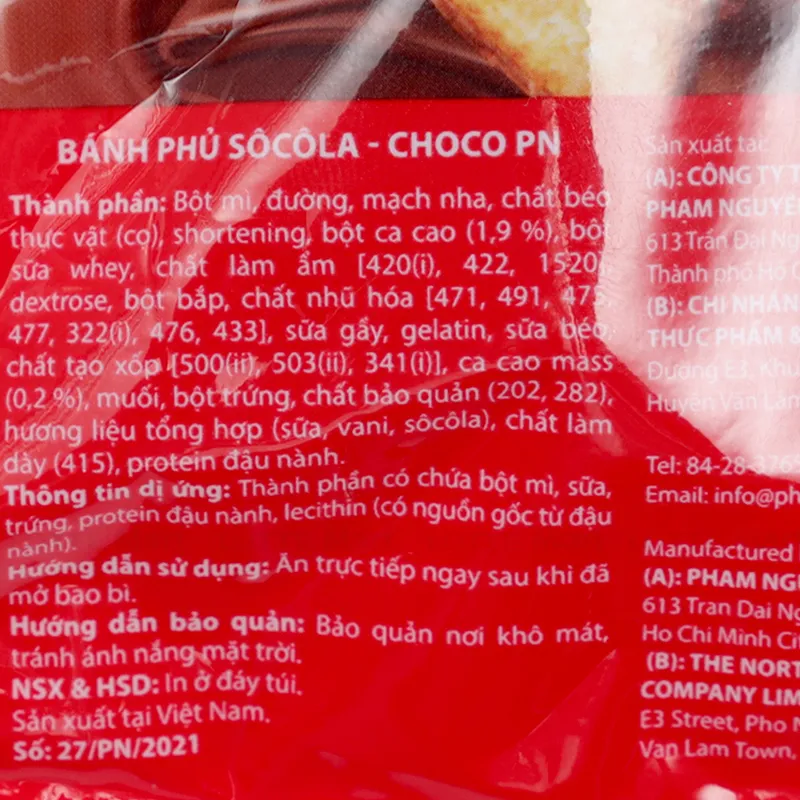 BÁNH PHỦ SÔCÔLA - CHOCO PN
Thành phần: Bột mì, đường, mạch nha, chất béo
thực vật (cọ), shortening, bột ca cao (1,9 %), bột
sữa whey, chất làm ẩm [420(i), 422, 1520],
dextrose, bột bắp, chất nhũ hóa [471, 491, 475,
477, 322(i), 476, 433], sữa gầy, gelatin, sữa béo,
chất tạo xốp [500(ii), 503(ii), 341(i)], ca cao mass
(0,2 %), muối, bột trứng, chất bảo quản (202, 282),
hương liệu tổng hợp (sữa, vani, sôcôla), chất làm
dày (415), protein đậu nành.
Thông tin dị ứng: Thành phần có chứa bột mì, sữa,
trứng, protein đậu nành, lecithin (có nguồn gốc từ đậu
nành).
Hướng dẫn sử dụng: Ăn trực tiếp ngay sau khi đã
mở bao bì.
Hướng dẫn bảo quản: Bảo quản nơi khô mát,
tránh ánh nắng mặt trời.
NSX & HSD: In ở đáy túi.
Sản xuất tại Việt Nam.
Số: 27/PN/2021
Sản xuất tại:
(A): CÔNG TY T
PHẠM NGUYÊ
613 Trần Đại Ng
Thành phố Hồ C
(B): CHI NHÁN
THỰC PHẨM &
Đường E3, Khu
Huyện Văn Lâm
Tel: 84-28-3765
Email: info@ph
Manufactured
(A): PHAM NGU
613 Tran Dai Ng
Ho Chi Minh Cit
(B): THE NORT
COMPANY LIM
E3 Street, Pho N
Van Lam Town,